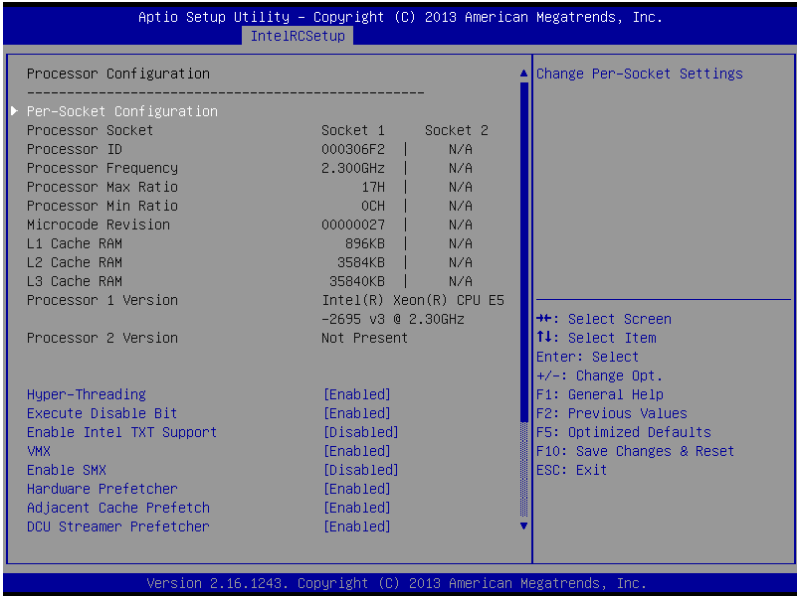 Aptio Setup Utility – Copyright (C) 2013 American Megatrends, Inc.
IntelRCSetup
Processor Configuration
--------------------------------------------------
Per-Socket Configuration
Processor Socket Socket 1 Socket 2
Processor ID 000306F2 | N/A
Processor Frequency 2.300GHz | N/A
Processor Max Ratio 17H | N/A
Processor Min Ratio 0CH | N/A
Microcode Revision 00000027 | N/A
L1 Cache RAM 896KB | N/A
L2 Cache RAM 3584KB | N/A
L3 Cache RAM 35840KB | N/A
Processor 1 Version Intel(R) Xeon(R) CPU E5
-2695 v3 @ 2.30GHz
Processor 2 Version Not Present
Hyper-Threading [Enabled]
Execute Disable Bit [Enabled]
Enable Intel TXT Support [Disabled]
VMX [Enabled]
Enable SMX [Disabled]
Hardware Prefetcher [Enabled]
Adjacent Cache Prefetch [Enabled]
DCU Streamer Prefetcher [Enabled]
Change Per-Socket Settings
→←: Select Screen
↑↓: Select Item
Enter: Select
+/-: Change Opt.
F1: General Help
F2: Previous Values
F5: Optimized Defaults
F10: Save Changes & Reset
ESC: Exit
Version 2.16.1243. Copyright (C) 2013 American Megatrends, Inc.